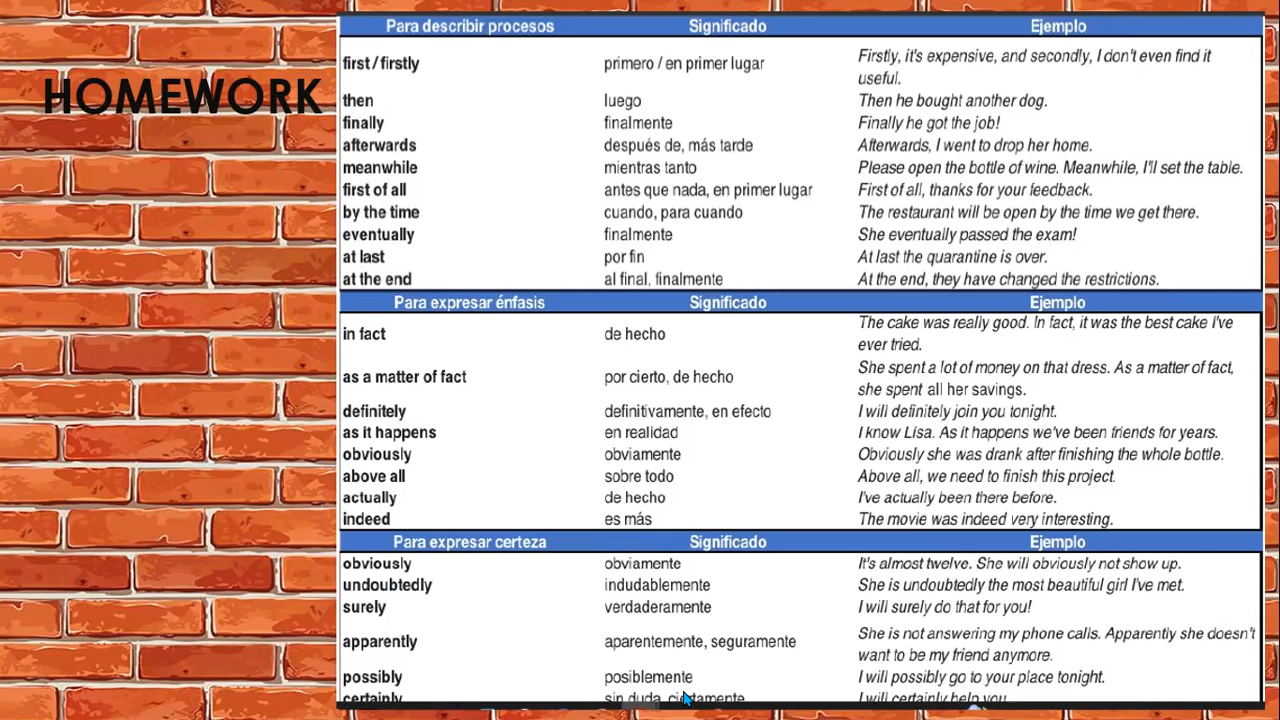 HOMEWORK
Para describir procesos Significado Ejemplo
first / firstly primero / en primer lugar Firstly, it's expensive, and secondly, I don't even find it
useful.
then luego Then he bought another dog.
finally finalmente Finally he got the job!
afterwards después de, más tarde Afterwards, I went to drop her home.
meanwhile mientras tanto Please open the bottle of wine. Meanwhile, I'll set the table.
first of all antes que nada, en primer lugar First of all, thanks for your feedback.
by the time cuando, para cuando The restaurant will be open by the time we get there.
eventually finalmente She eventually passed the exam!
at last por fin At last the quarantine is over.
at the end al final, finalmente At the end, they have changed the restrictions.
Para expresar énfasis Significado Ejemplo
in fact de hecho The cake was really good. In fact, it was the best cake I've
ever tried.
as a matter of fact por cierto, de hecho She spent a lot of money on that dress. As a matter of fact,
she spent all her savings.
definitely definitivamente, en efecto I will definitely join you tonight.
as it happens en realidad I know Lisa. As it happens we've been friends for years.
obviously obviamente Obviously she was drank after finishing the whole bottle.
above all sobre todo Above all, we need to finish this project.
actually de hecho I've actually been there before.
indeed es más The movie was indeed very interesting.
Para expresar certeza Significado Ejemplo
obviously obviamente It's almost twelve. She will obviously not show up.
undoubtedly indudablemente She is undoubtedly the most beautiful girl I've met.
surely verdaderamente I will surely do that for you!
apparently aparentemente, seguramente She is not answering my phone calls. Apparently she doesn't
want to be my friend anymore.
possibly posiblemente I will possibly go to your place tonight.
certainly sin duda, ciertamente I will certainly help you